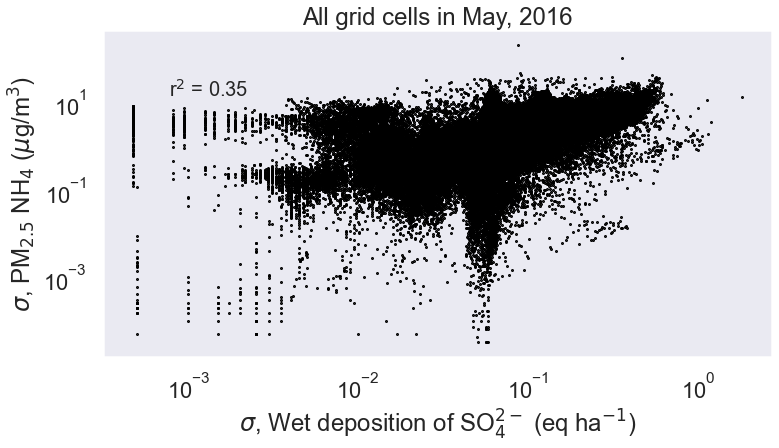 All grid cells in May, 2016
r² = 0.35
σ, PM₂.₅ NH₄ (μg/m³)
10¹
10⁻¹
10⁻³
10⁻³ 10⁻² 10⁻¹ 10⁰
σ, Wet deposition of SO₄²⁻ (eq ha⁻¹)